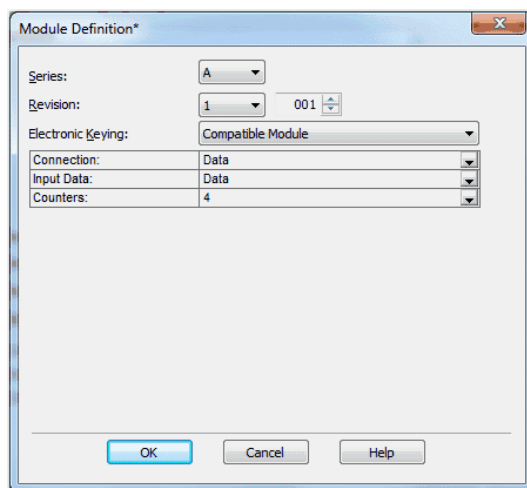 Module Definition*
Series: A
Revision: 1 001
Electronic Keying: Compatible Module
Connection: Data
Input Data: Data
Counters: 4
OK Cancel Help